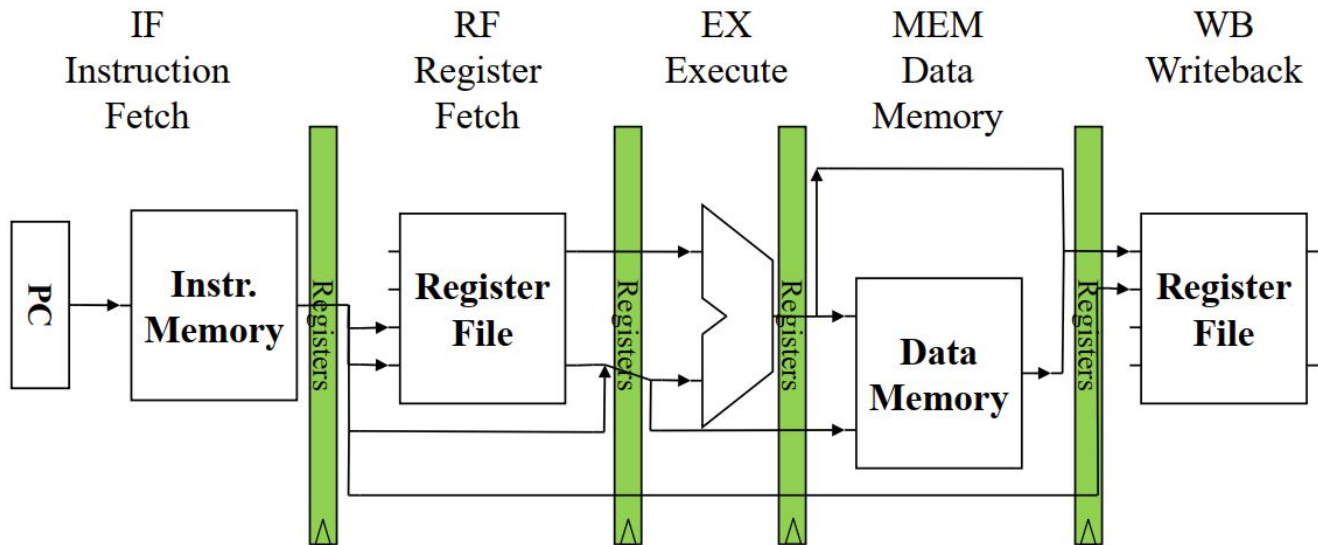 IF
Instruction
Fetch
RF
Register
Fetch
EX
Execute
MEM
Data
Memory
WB
Writeback
PC
Instr.
Memory
Registers
Register
File
Registers
Registers
Data
Memory
Registers
Register
File